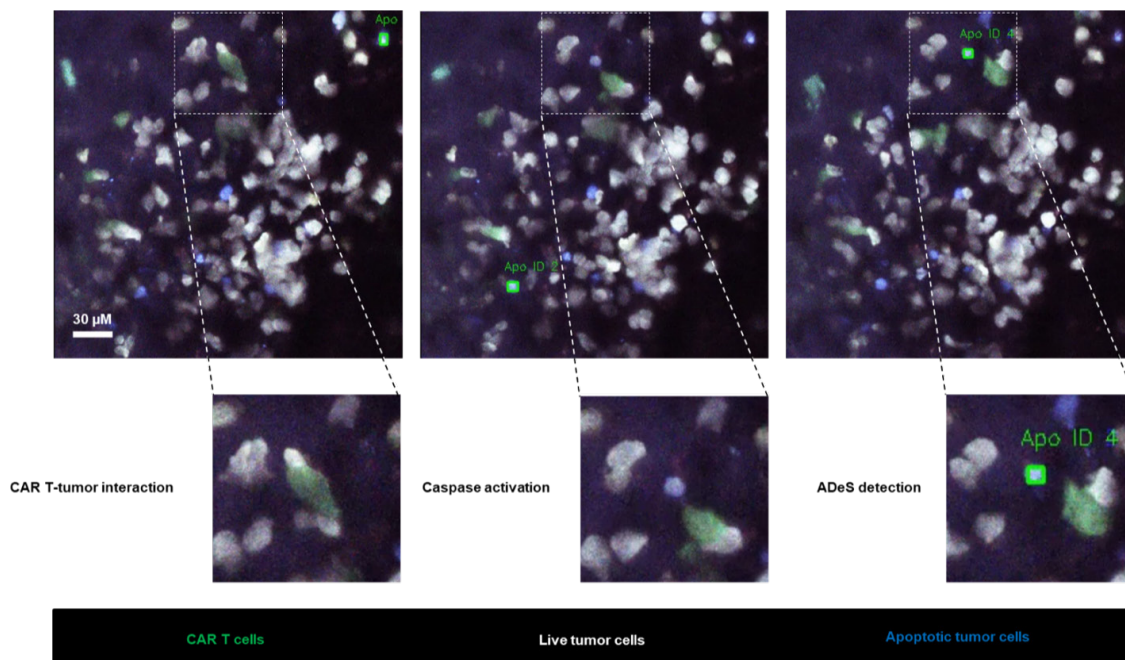 Apo
Apo ID 2
Apo ID 4
30 µM
CAR T-tumor interaction
Caspase activation
ADeS detection
Apo ID 4
CAR T cells
Live tumor cells
Apoptotic tumor cells